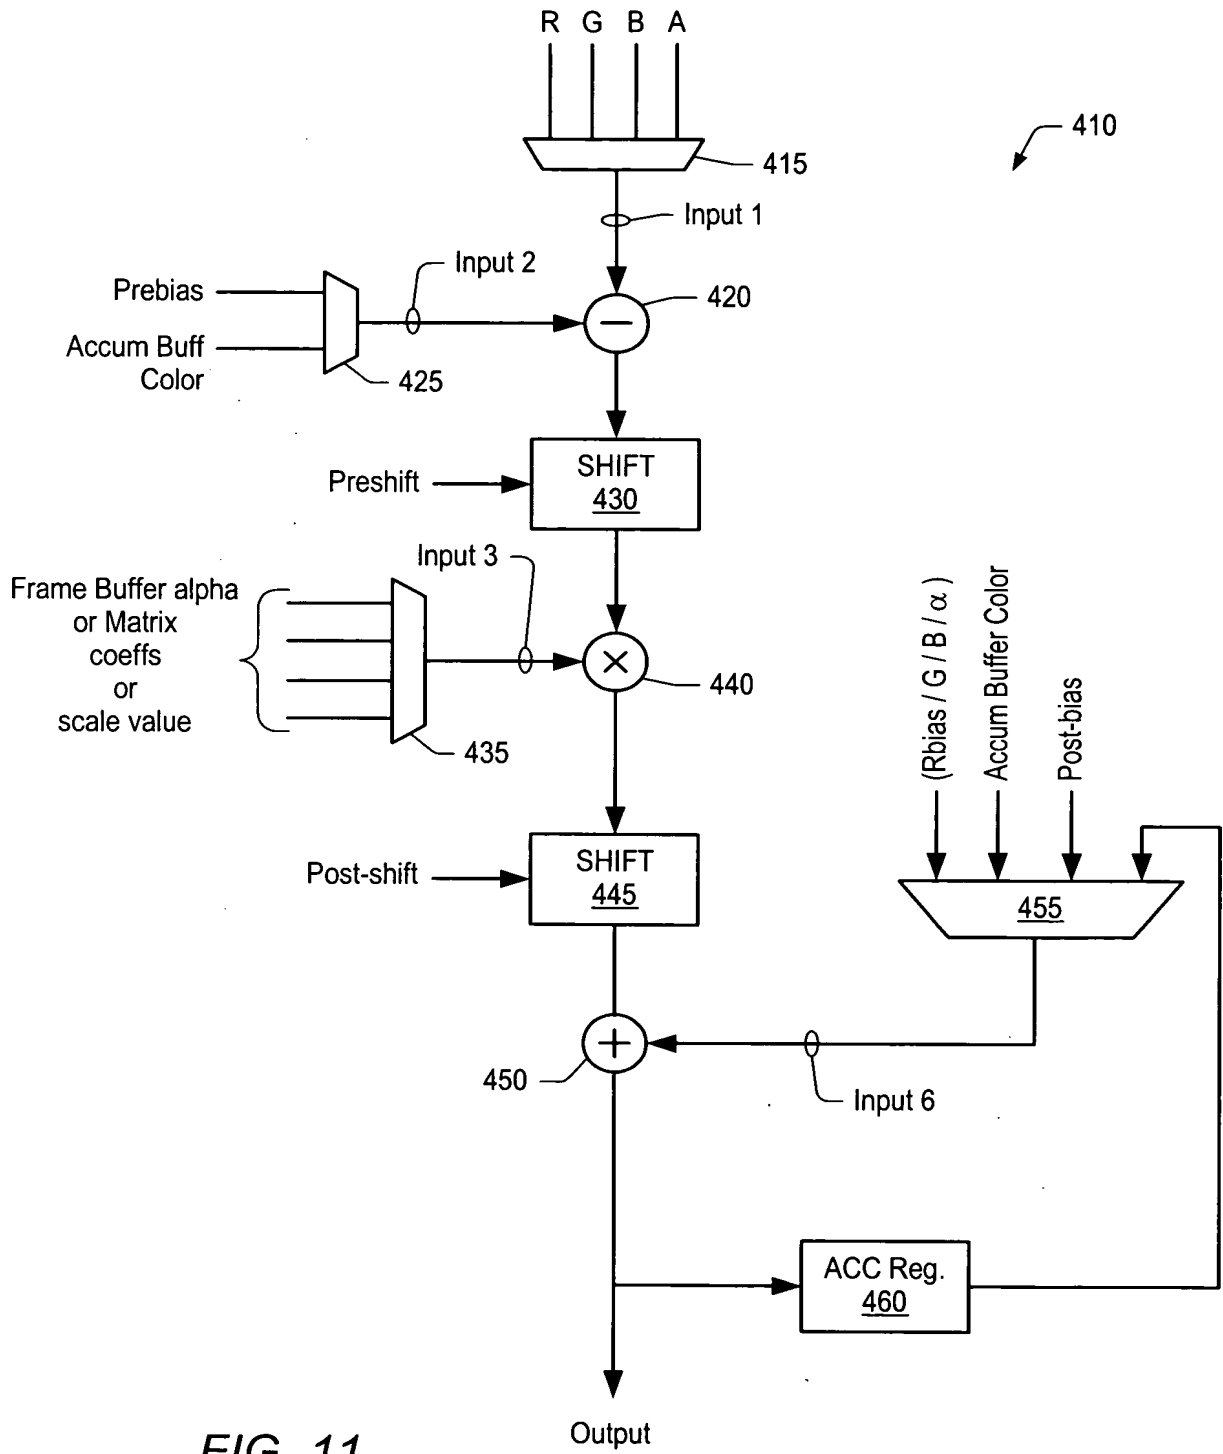 R G B A
410
415
Input 1
Input 2
420
Prebias
Accum Buff
Color
425
SHIFT
430
Preshift
Input 3
Frame Buffer alpha
or Matrix
coeffs
or
scale value
440
435
(Rbias / G / B / α)
Accum Buffer Color
Post-bias
SHIFT
445
Post-shift
455
450
Input 6
ACC Reg.
460
Output
FIG. 11